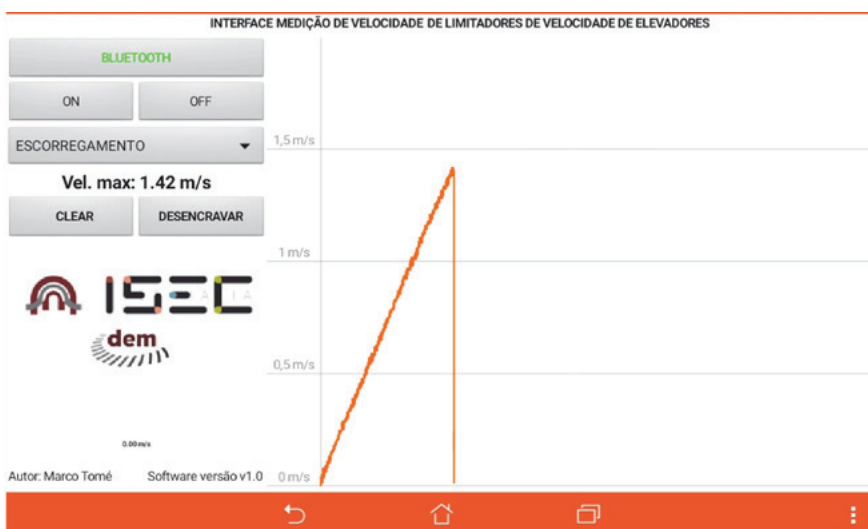 INTERFACE MEDIÇÃO DE VELOCIDADE DE LIMITADORES DE VELOCIDADE DE ELEVADORES
BLUETOOTH
ON OFF
ESCORREGAMENTO
Vel. max: 1.42 m/s
CLEAR DESENCRAVAR
ISEC
dem
0.00 m/s
Autor: Marco Tomé Software versão v1.0
1,5 m/s
1 m/s
0,5 m/s
0 m/s